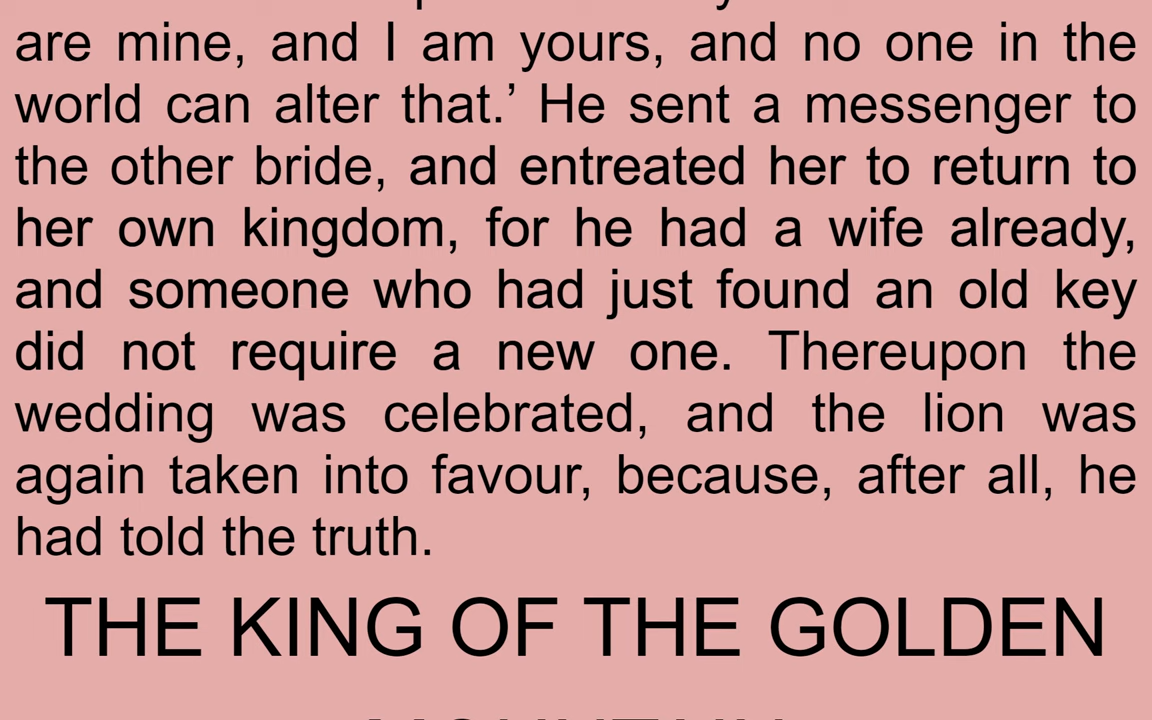 are mine, and I am yours, and no one in the
world can alter that.’ He sent a messenger to
the other bride, and entreated her to return to
her own kingdom, for he had a wife already,
and someone who had just found an old key
did not require a new one. Thereupon the
wedding was celebrated, and the lion was
again taken into favour, because, after all, he
had told the truth.
THE KING OF THE GOLDEN